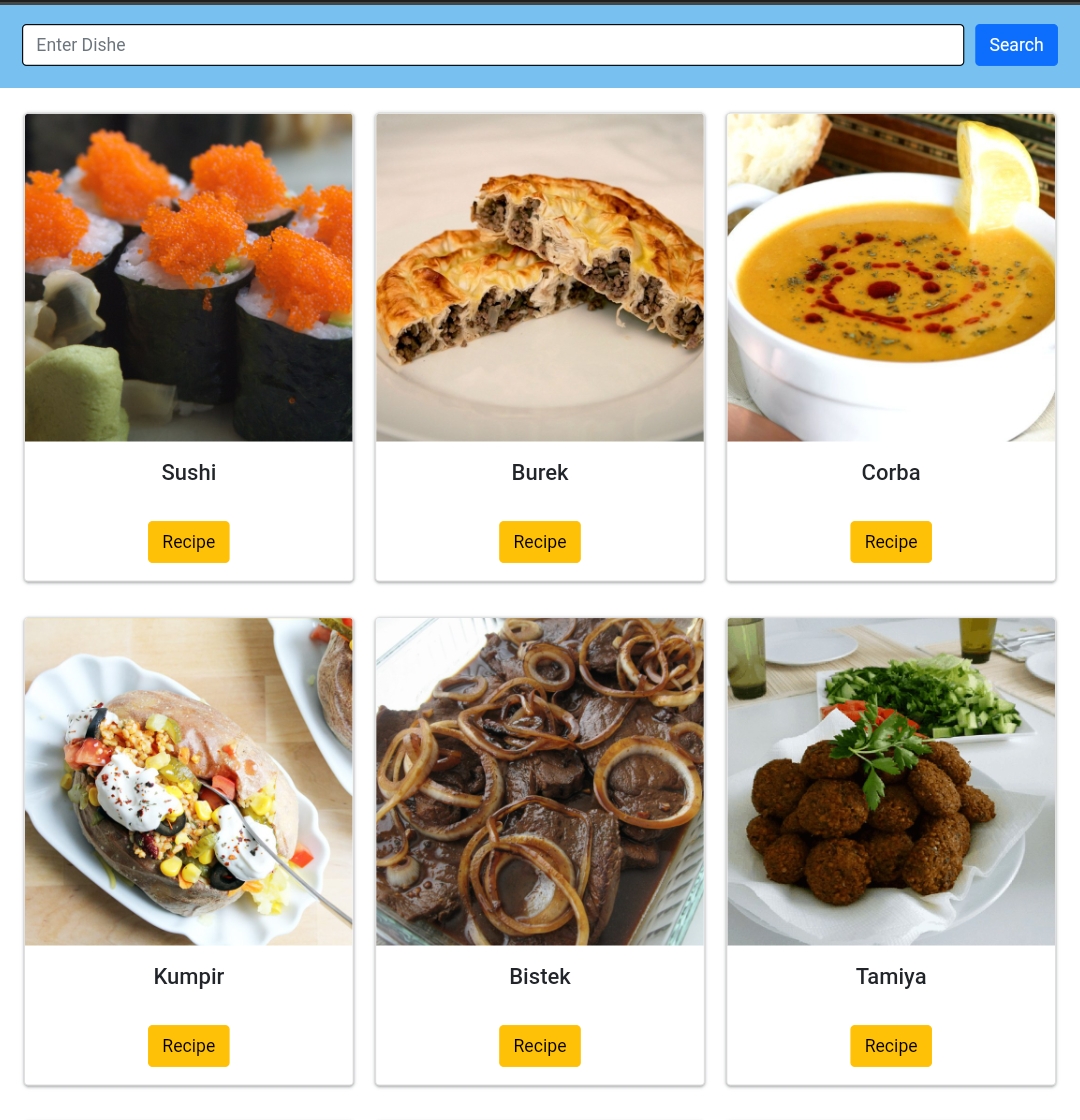 Enter Dishe
Search
Sushi
Burek
Corba
Recipe
Recipe
Recipe
Kumpir
Bistek
Tamiya
Recipe
Recipe
Recipe